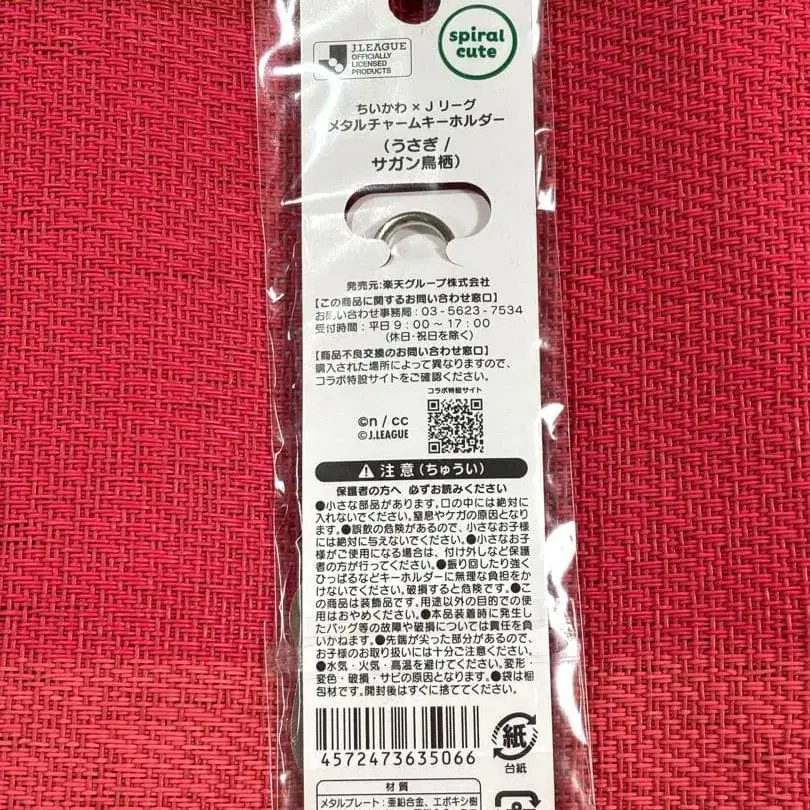 J.LEAGUE
OFFICIALLY
LICENSED
PRODUCTS
spiral
cute
ちいかわ×Jリーグ
メタルチャームキーホルダー
(うさぎ/
サガン鳥栖)
発売元:楽天グループ株式会社
【この商品に関するお問い合わせ窓口】
お問い合わせ事務局:03-5623-7534
受付時間:平日9:00~17:00
(休日・祝日を除く)
【商品不良交換のお問い合わせ窓口】
購入された場所によって異なりますので、
コラボ特設サイトをご確認ください。
コラボ特設サイト
©n / cc
©J.LEAGUE
注意(ちゅうい)
保護者の方へ 必ずお読みください
●小さな部品があります。口の中には絶対に
入れないでください。窒息やケガの原因となり
ます。●誤飲の危険があるので、小さなお子様
には絶対に与えないでください。●小さなお子
様がご使用になる場合は、付け外しなど保護
者の方が行ってください。●振り回したり強く
ひっぱるなどキーホルダーに無理な負担をか
けないでください。破損すると危険です。●こ
の商品は装飾品です。用途以外の目的での使
用はおやめください。●本品装着時に発生し
たバッグ等の故障や破損については責任を負
いかねます。●先端が尖った部分があるので、
お子様のお取り扱いには十分ご注意ください。
●水気・火気・高温を避けてください。変形・
変色・破損・サビの原因となります。●袋は梱
包材です。開封後はすぐに捨ててください。
4572473635066
紙
台紙
材質
メタルプレート:亜鉛合金、エポキシ樹